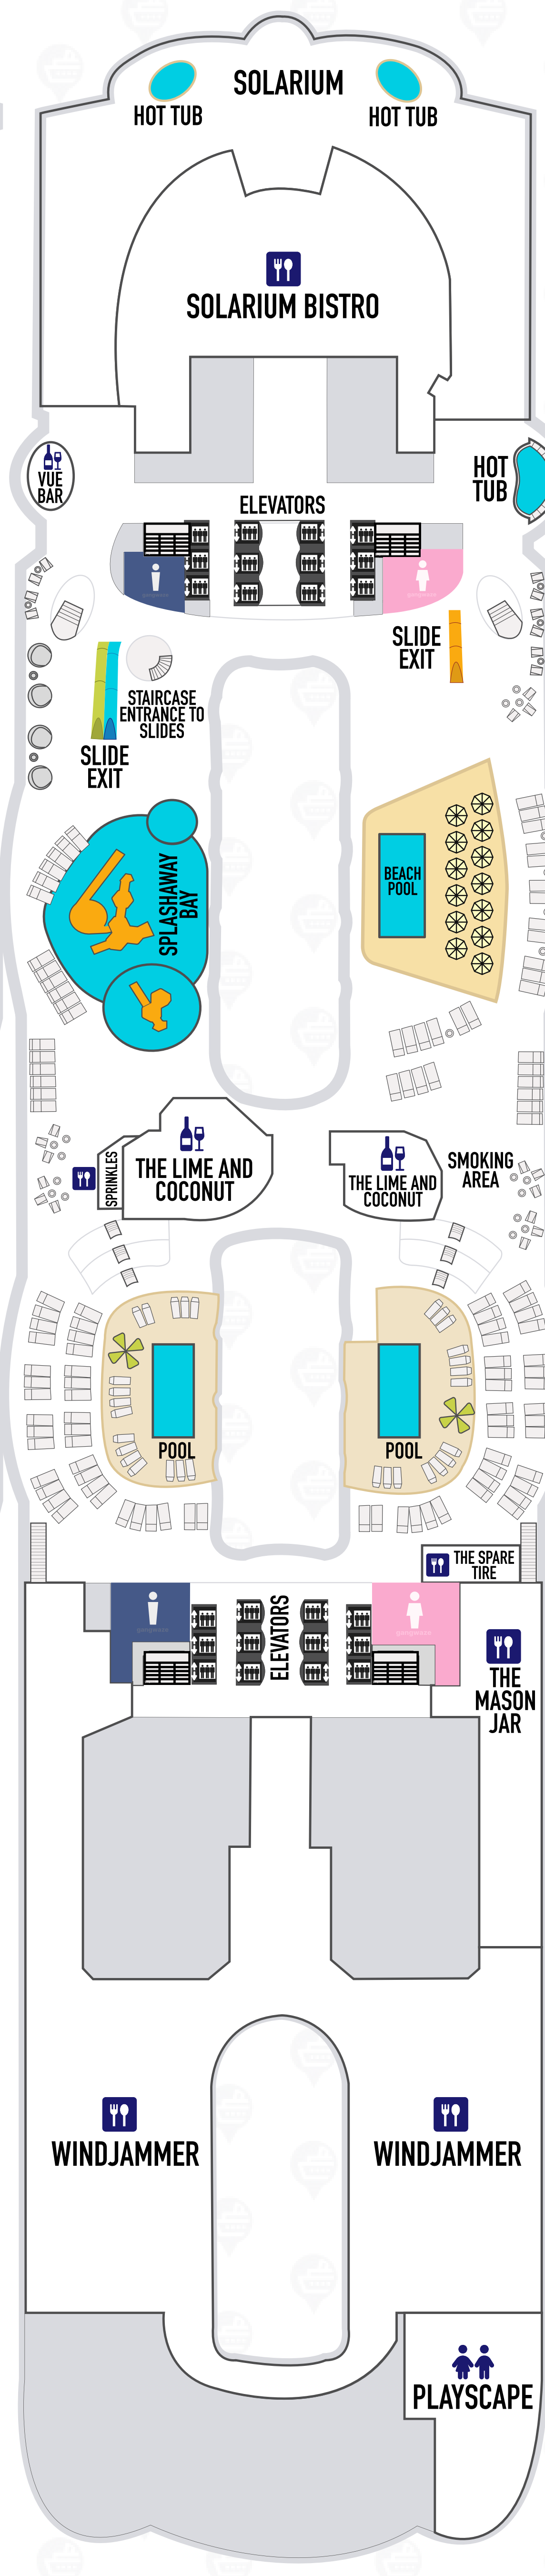 SOLARIUM
HOT TUB
HOT TUB
SOLARIUM BISTRO
VUE
BAR
HOT
TUB
ELEVATORS
SLIDE
EXIT
STAIRCASE
ENTRANCE TO
SLIDES
SLIDE
EXIT
SPLASHAWAY
BAY
BEACH
POOL
SPRINKLES
THE LIME AND
COCONUT
THE LIME AND
COCONUT
SMOKING
AREA
POOL
POOL
THE SPARE
TIRE
ELEVATORS
THE
MASON
JAR
WINDJAMMER
WINDJAMMER
PLAYSCAPE